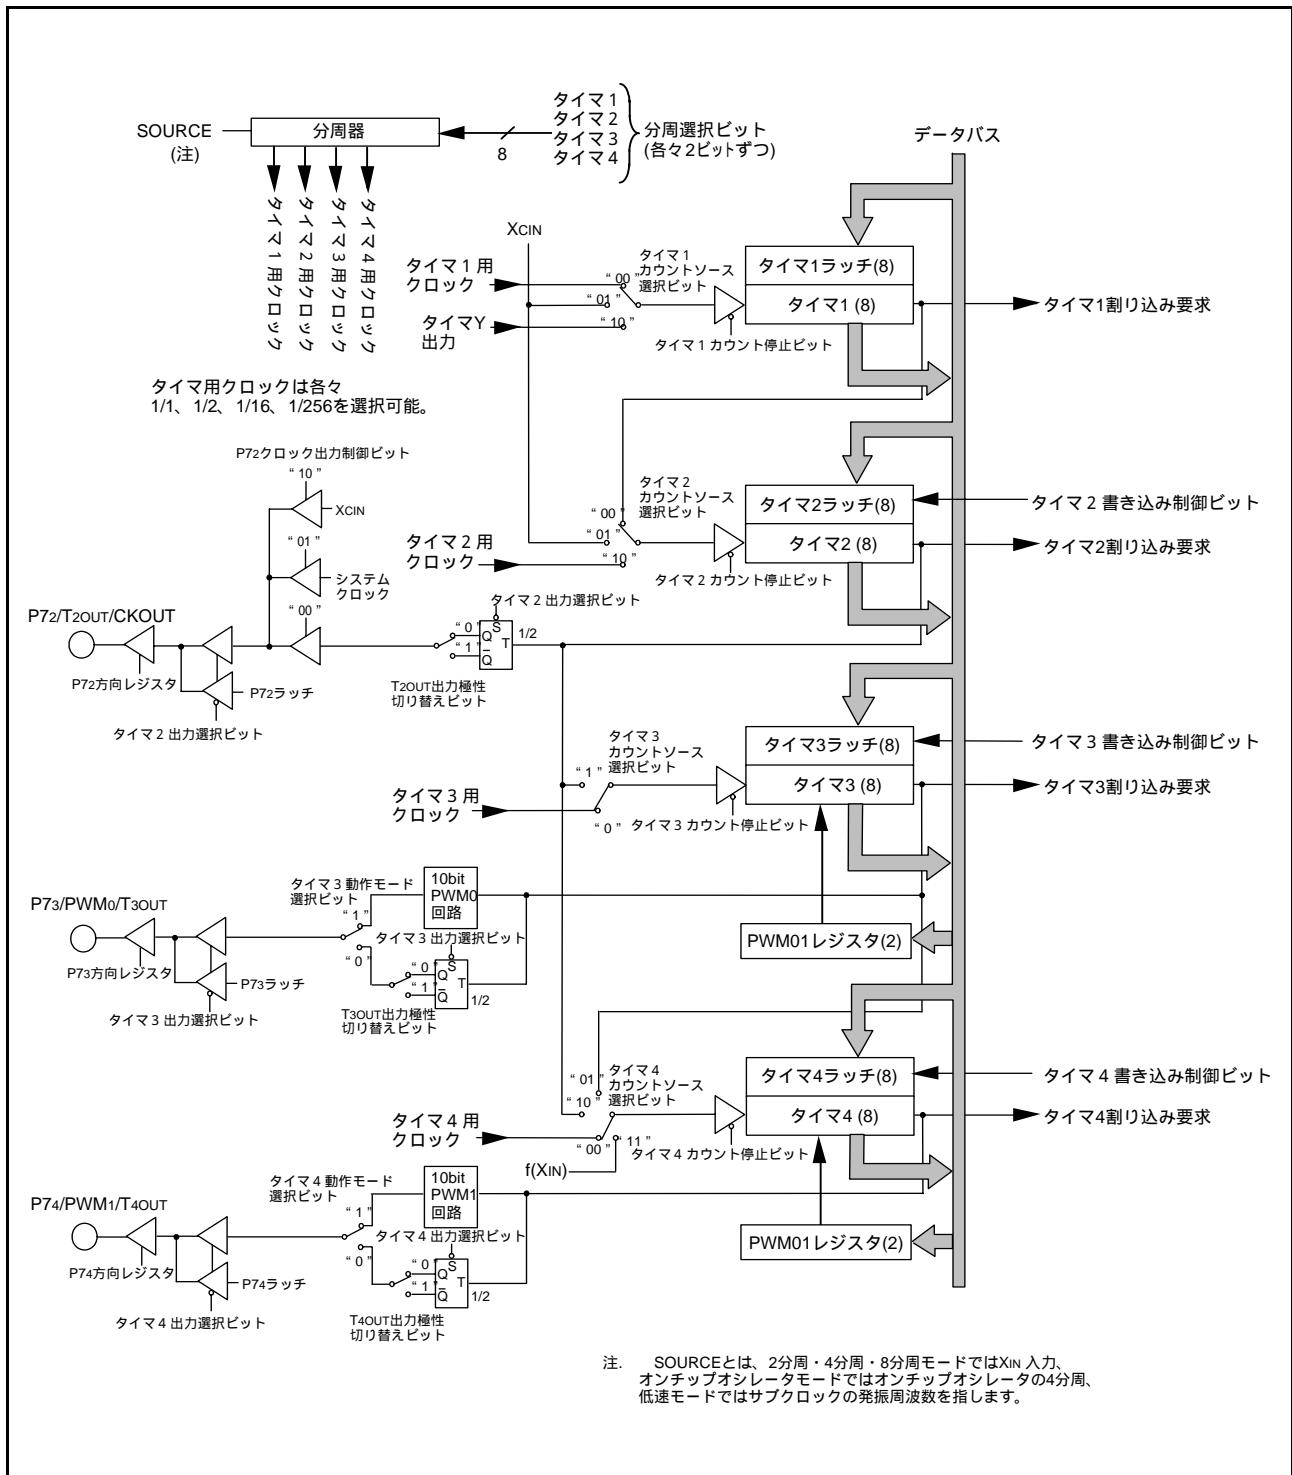 SOURCE
(注)
分周器
8
タイマ1
タイマ2
タイマ3
タイマ4
分周選択ビット
(各々2ビットずつ)
データバス
タイマ1用クロック
タイマ2用クロック
タイマ3用クロック
タイマ4用クロック
タイマ用クロックは各々
1/1、1/2、1/16、1/256を選択可能。
XCIN
タイマ1用
クロック
タイマY
出力
“00”
“01”
“10”
タイマ1
カウントソース
選択ビット
タイマ1カウント停止ビット
タイマ1ラッチ(8)
タイマ1 (8)
タイマ1割り込み要求
P72クロック出力制御ビット
“10”
XCIN
“01”
システム
クロック
“00”
P72/T2OUT/CKOUT
P72方向レジスタ
P72ラッチ
タイマ2出力選択ビット
タイマ2用
クロック
“00”
“01”
“10”
タイマ2
カウントソース
選択ビット
タイマ2カウント停止ビット
タイマ2ラッチ(8)
タイマ2 (8)
タイマ2書き込み制御ビット
タイマ2割り込み要求
タイマ2出力選択ビット
“0”
“1”
S
Q
T
Q̄
1/2
T2OUT出力極性
切り替えビット
タイマ3用
クロック
“1”
“0”
タイマ3
カウントソース
選択ビット
タイマ3カウント停止ビット
タイマ3ラッチ(8)
タイマ3 (8)
タイマ3書き込み制御ビット
タイマ3割り込み要求
PWM01レジスタ(2)
P73/PWM0/T3OUT
P73方向レジスタ
P73ラッチ
タイマ3出力選択ビット
タイマ3動作モード
選択ビット
“1”
“0”
10bit
PWM0
回路
タイマ3出力選択ビット
“0”
“1”
S
Q
T
Q̄
1/2
T3OUT出力極性
切り替えビット
タイマ4用
クロック
“01”
“10”
“00”
“11”
f(XIN)
タイマ4
カウントソース
選択ビット
タイマ4カウント停止ビット
タイマ4ラッチ(8)
タイマ4 (8)
タイマ4書き込み制御ビット
タイマ4割り込み要求
PWM01レジスタ(2)
P74/PWM1/T4OUT
P74方向レジスタ
P74ラッチ
タイマ4出力選択ビット
タイマ4動作モード
選択ビット
“1”
“0”
10bit
PWM1
回路
タイマ4出力選択ビット
“0”
“1”
S
Q
T
Q̄
1/2
T4OUT出力極性
切り替えビット
注. SOURCEとは、2分周・4分周・8分周モードではXIN 入力、
オンチップオシレータモードではオンチップオシレータの4分周、
低速モードではサブクロックの発振周波数を指します。